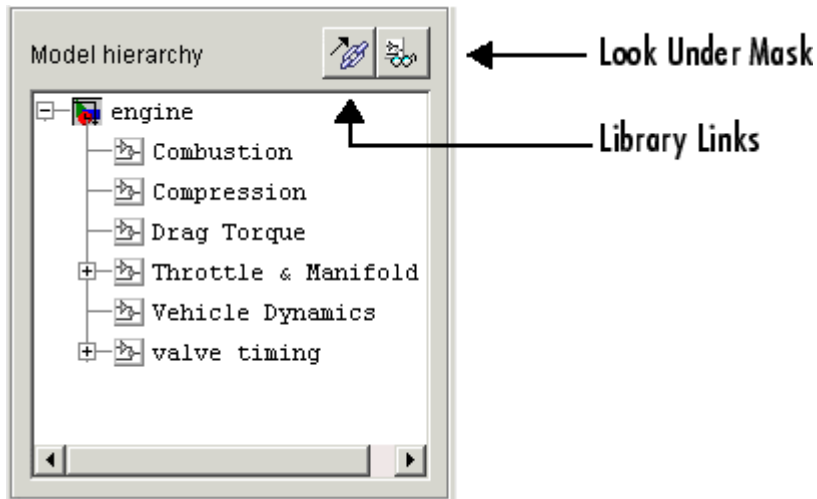 Model hierarchy
Look Under Mask
Library Links
engine
Combustion
Compression
Drag Torque
Throttle & Manifold
Vehicle Dynamics
valve timing